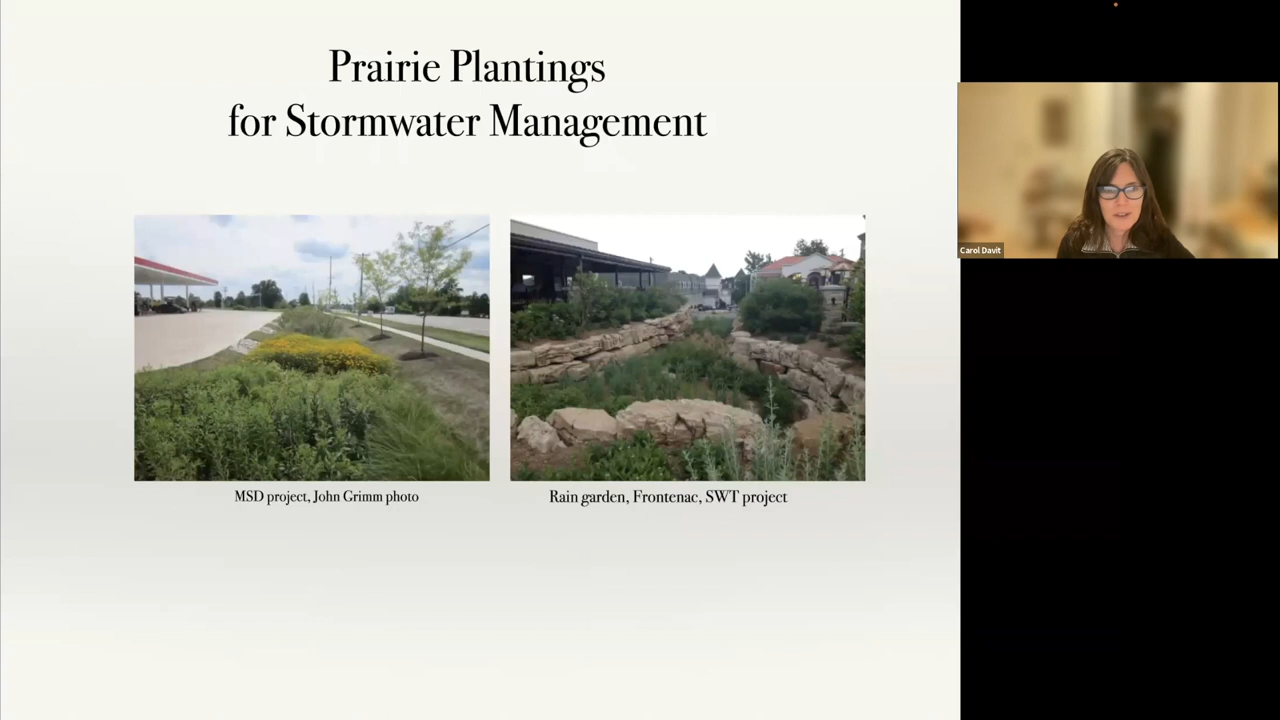 Prairie Plantings
for Stormwater Management
MSD project, John Grimm photo
Rain garden, Frontenac, SWT project
Carol Davit